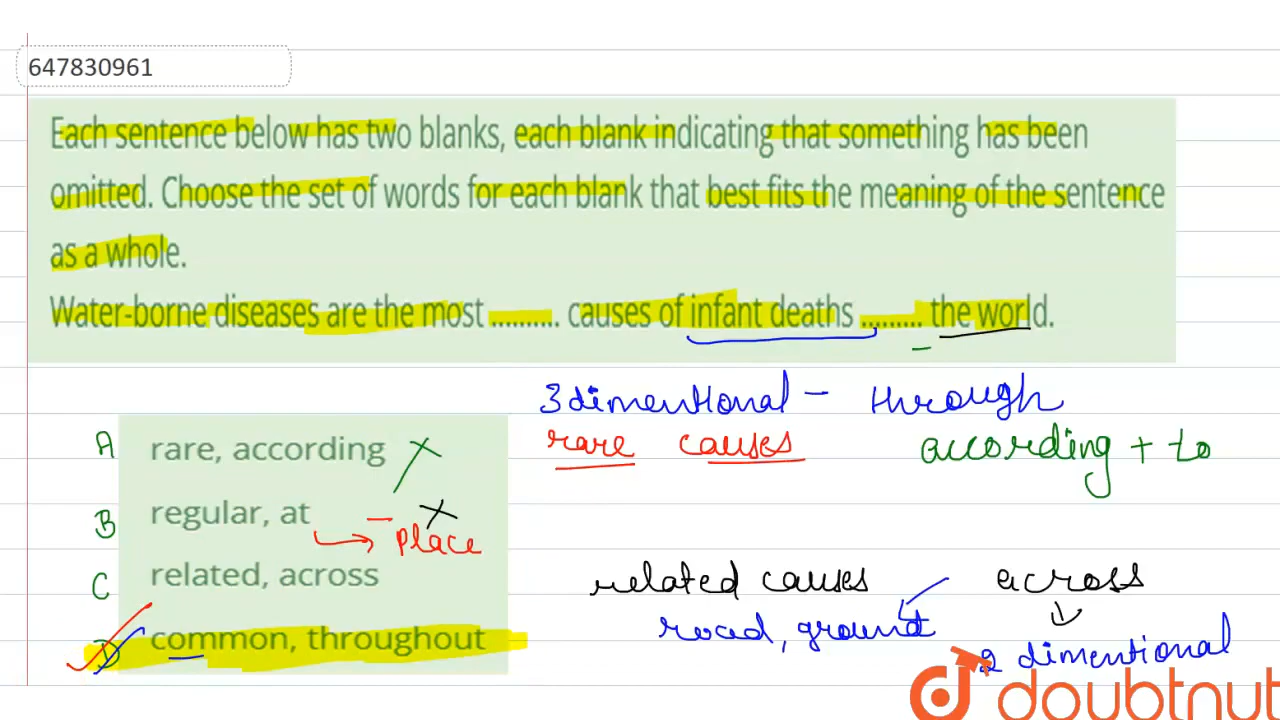 647830961
Each sentence below has two blanks, each blank indicating that something has been
omitted. Choose the set of words for each blank that best fits the meaning of the sentence
as a whole.
Water-borne diseases are the most .......... causes of infant deaths ......... the world.
3 dimentional - through
A rare, according rare causes according + to
B regular, at - place
C related, across related causes across
road, ground 2 dimentional
D common, throughout
doubtnut